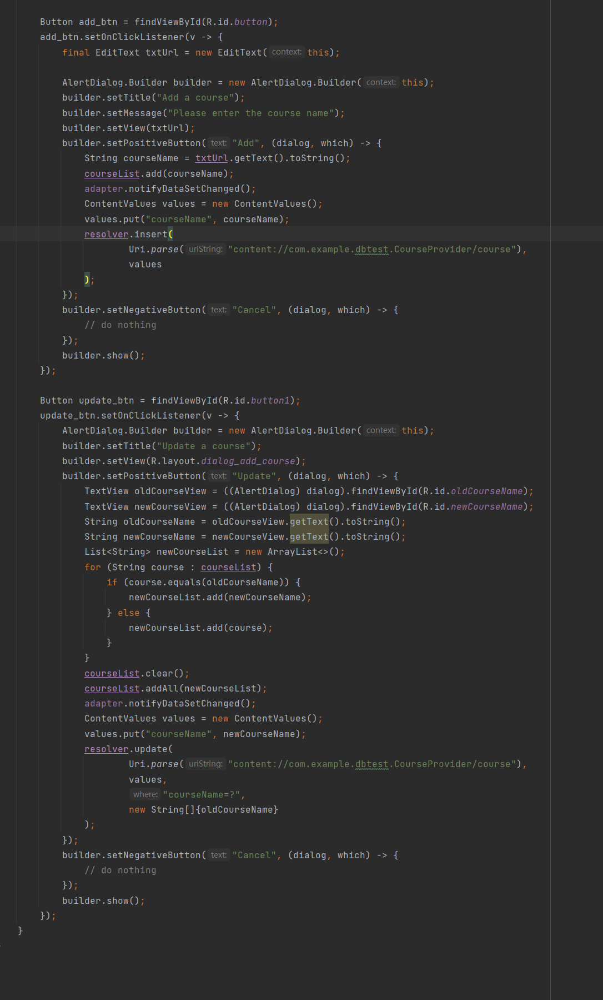 Button add_btn = findViewById(R.id.button);
add_btn.setOnClickListener(v -> {
final EditText txtUrl = new EditText( context: this);
AlertDialog.Builder builder = new AlertDialog.Builder( context: this);
builder.setTitle("Add a course");
builder.setMessage("Please enter the course name");
builder.setView(txtUrl);
builder.setPositiveButton( text: "Add", (dialog, which) -> {
String courseName = txtUrl.getText().toString();
courseList.add(courseName);
adapter.notifyDataSetChanged();
ContentValues values = new ContentValues();
values.put("courseName", courseName);
resolver.insert(
Uri.parse( uriString: "content://com.example.dbtest.CourseProvider/course"),
values
);
});
builder.setNegativeButton( text: "Cancel", (dialog, which) -> {
// do nothing
});
builder.show();
});
Button update_btn = findViewById(R.id.button1);
update_btn.setOnClickListener(v -> {
AlertDialog.Builder builder = new AlertDialog.Builder( context: this);
builder.setTitle("Update a course");
builder.setView(R.layout.dialog_add_course);
builder.setPositiveButton( text: "Update", (dialog, which) -> {
TextView oldCourseView = ((AlertDialog) dialog).findViewById(R.id.oldCourseName);
TextView newCourseView = ((AlertDialog) dialog).findViewById(R.id.newCourseName);
String oldCourseName = oldCourseView.getText().toString();
String newCourseName = newCourseView.getText().toString();
List<String> newCourseList = new ArrayList<>();
for (String course : courseList) {
if (course.equals(oldCourseName)) {
newCourseList.add(newCourseName);
} else {
newCourseList.add(course);
}
}
courseList.clear();
courseList.addAll(newCourseList);
adapter.notifyDataSetChanged();
ContentValues values = new ContentValues();
values.put("courseName", newCourseName);
resolver.update(
Uri.parse( uriString: "content://com.example.dbtest.CourseProvider/course"),
values,
where: "courseName=?",
new String[]{oldCourseName}
);
});
builder.setNegativeButton( text: "Cancel", (dialog, which) -> {
// do nothing
});
builder.show();
});
}